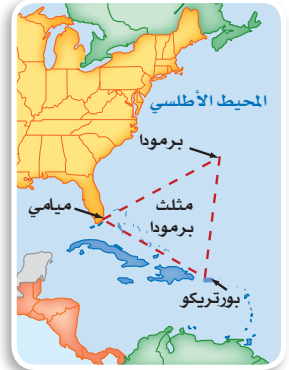 المحيط الأطلسي
برمودا
ميامي
مثلث
برمودا
بورتريكو